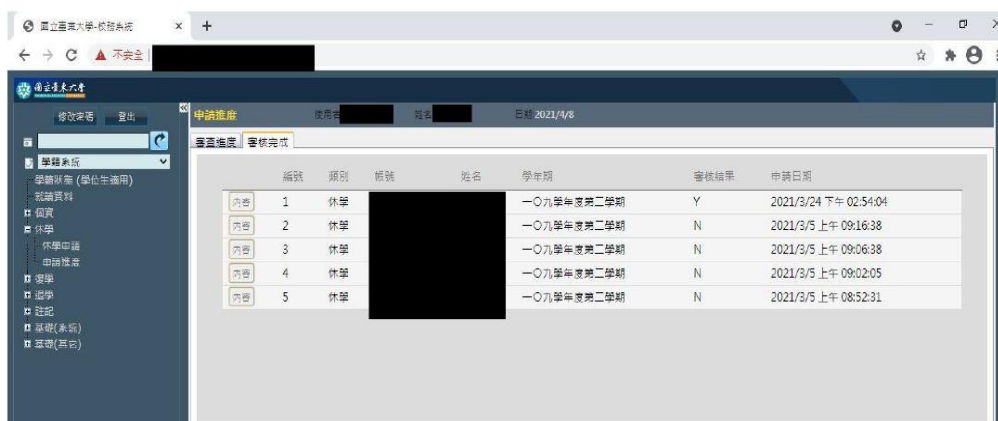 國立臺東大學-校務系統
不安全
國立臺東大學
修改密碼 登出
申請進度 使用者 姓名 日期 2021/4/8
審查進度 審核完成
學籍系統
學籍狀態 (學位生適用)
就讀資料
個資
休學
休學申請
申請進度
復學
退學
註記
基礎(系統)
基礎(其它)
編號 類別 帳號 姓名 學年期 審核結果 申請日期
內容 1 休學 一〇九學年度第二學期 Y 2021/3/24 下午 02:54:04
內容 2 休學 一〇九學年度第二學期 N 2021/3/5 上午 09:16:38
內容 3 休學 一〇九學年度第二學期 N 2021/3/5 上午 09:06:38
內容 4 休學 一〇九學年度第二學期 N 2021/3/5 上午 09:02:05
內容 5 休學 一〇九學年度第二學期 N 2021/3/5 上午 08:52:31